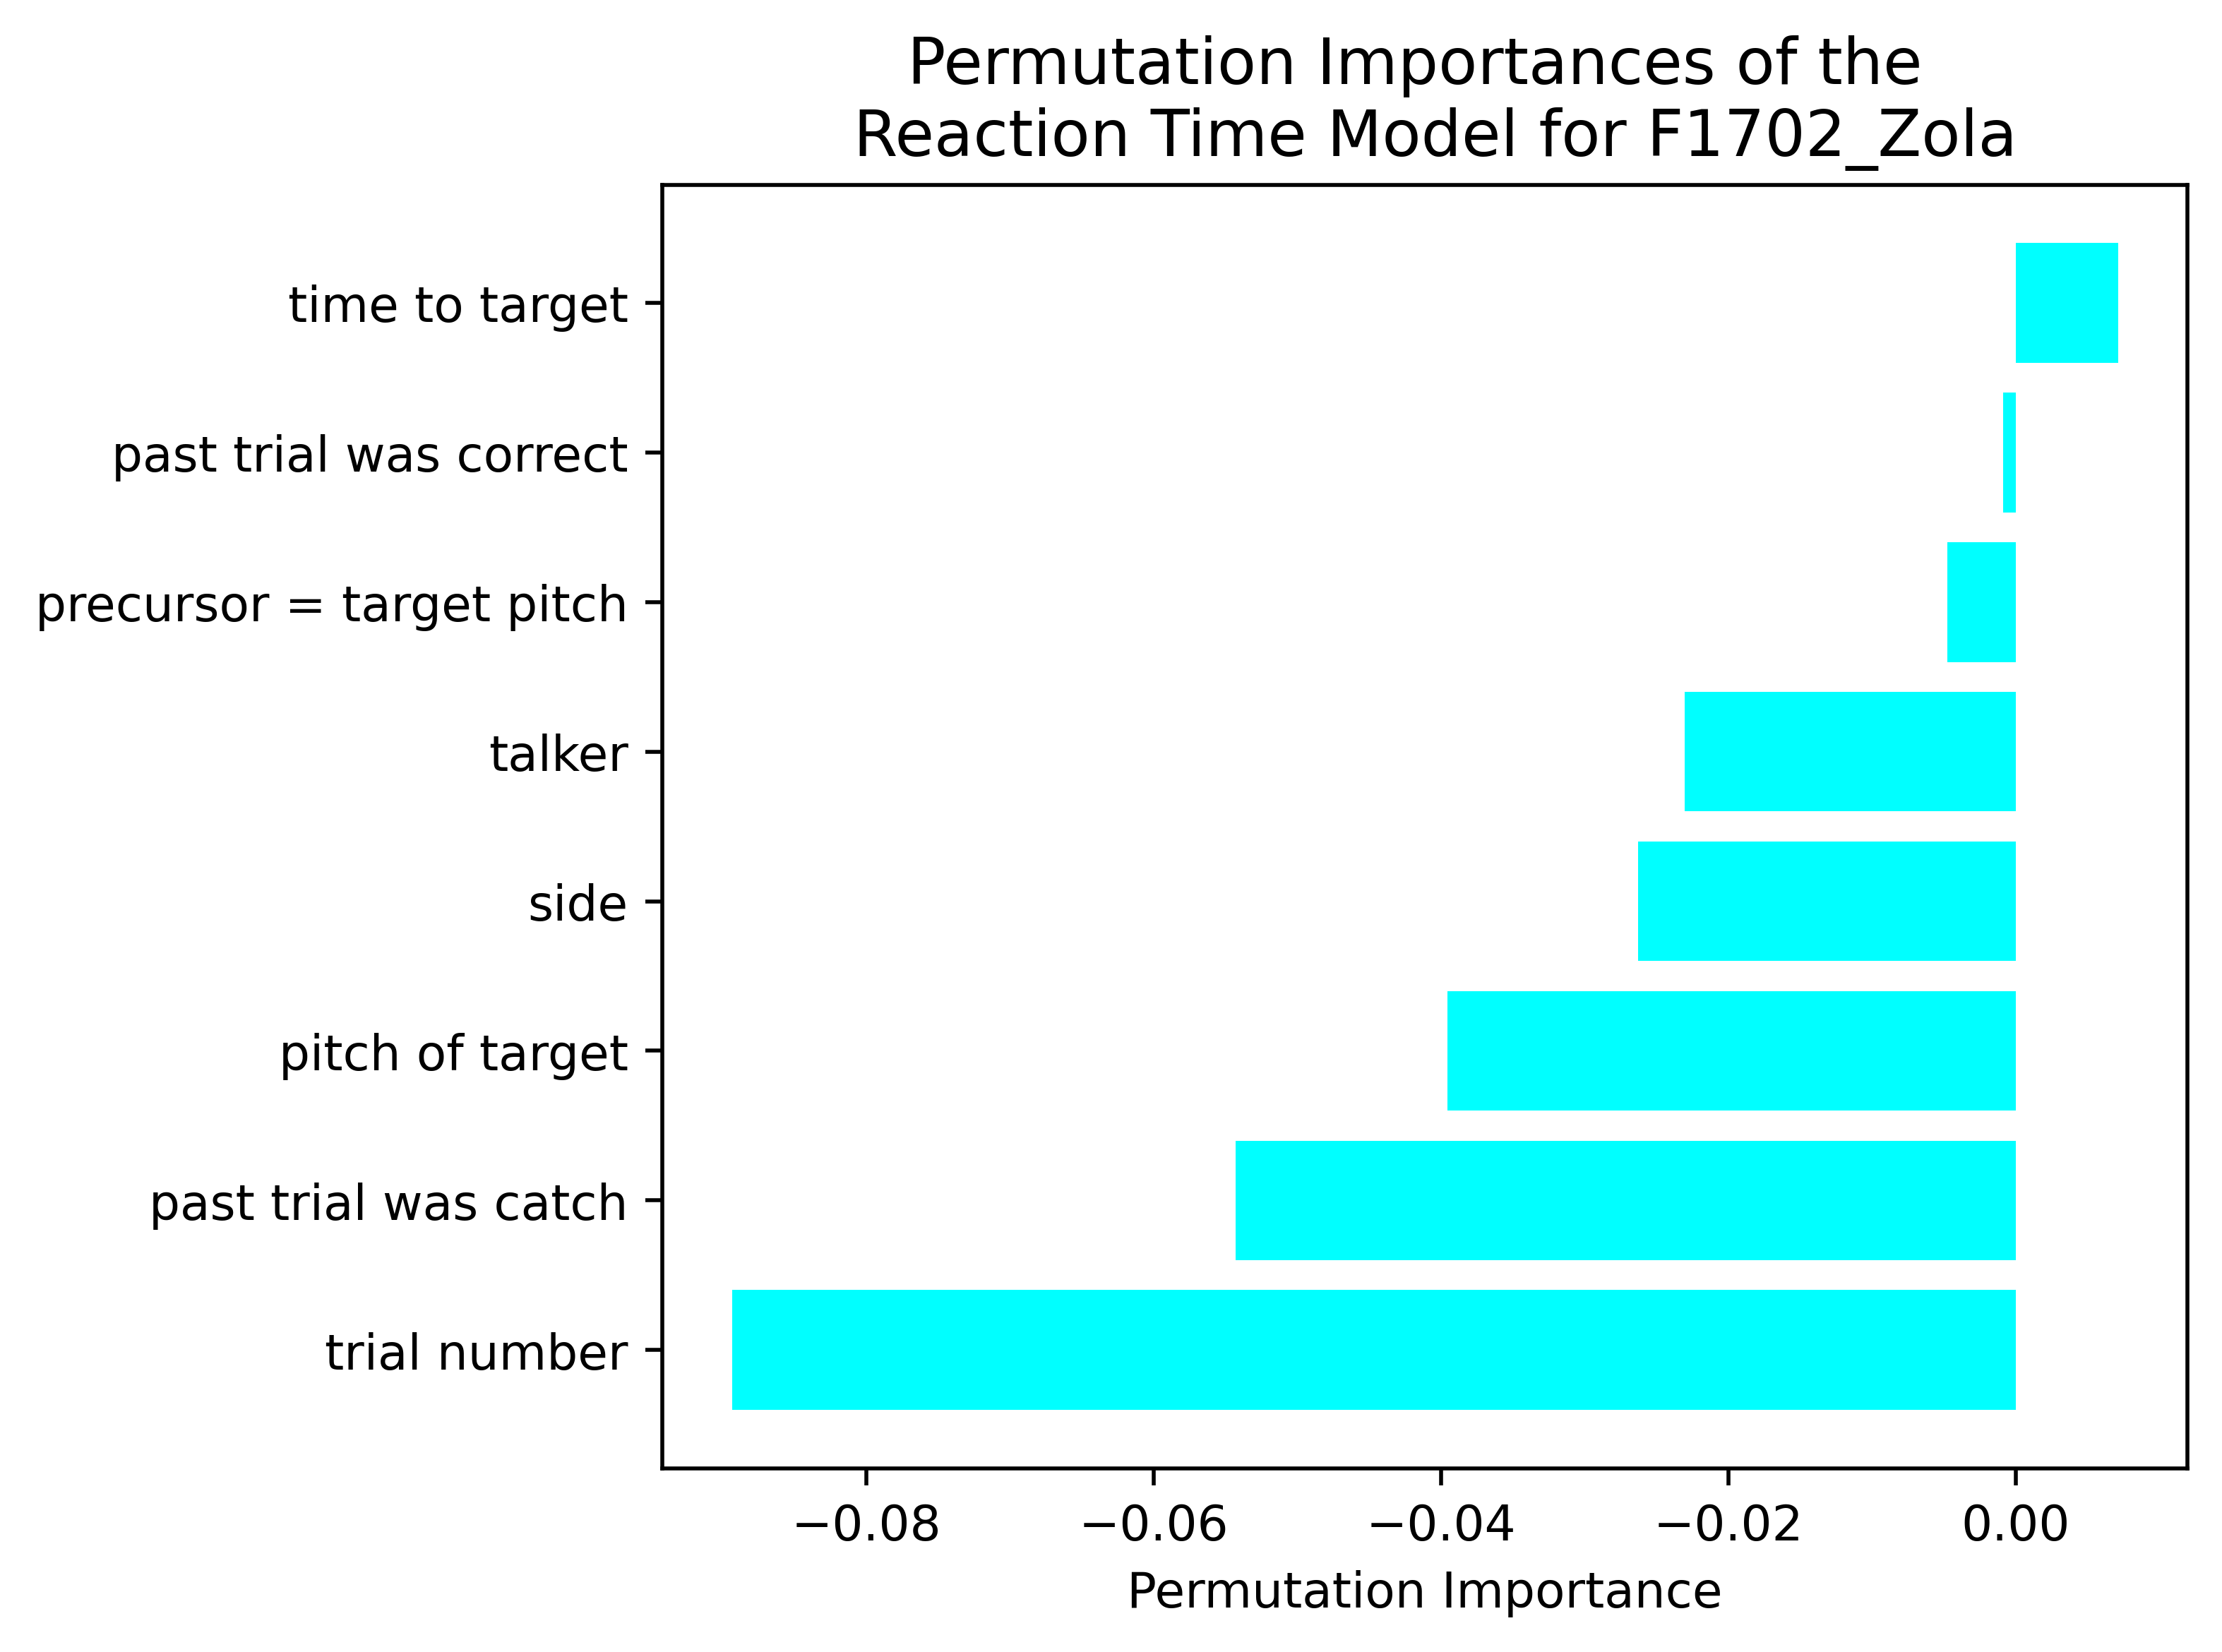 Permutation Importances of the
Reaction Time Model for F1702_Zola
time to target
past trial was correct
precursor = target pitch
talker
side
pitch of target
past trial was catch
trial number
−0.08 −0.06 −0.04 −0.02 0.00
Permutation Importance